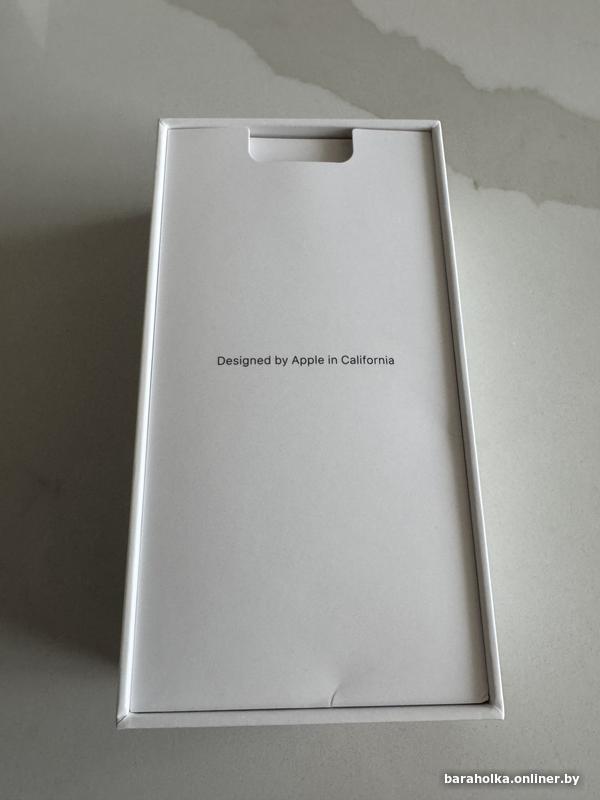 Designed by Apple in California
baraholka.onliner.by